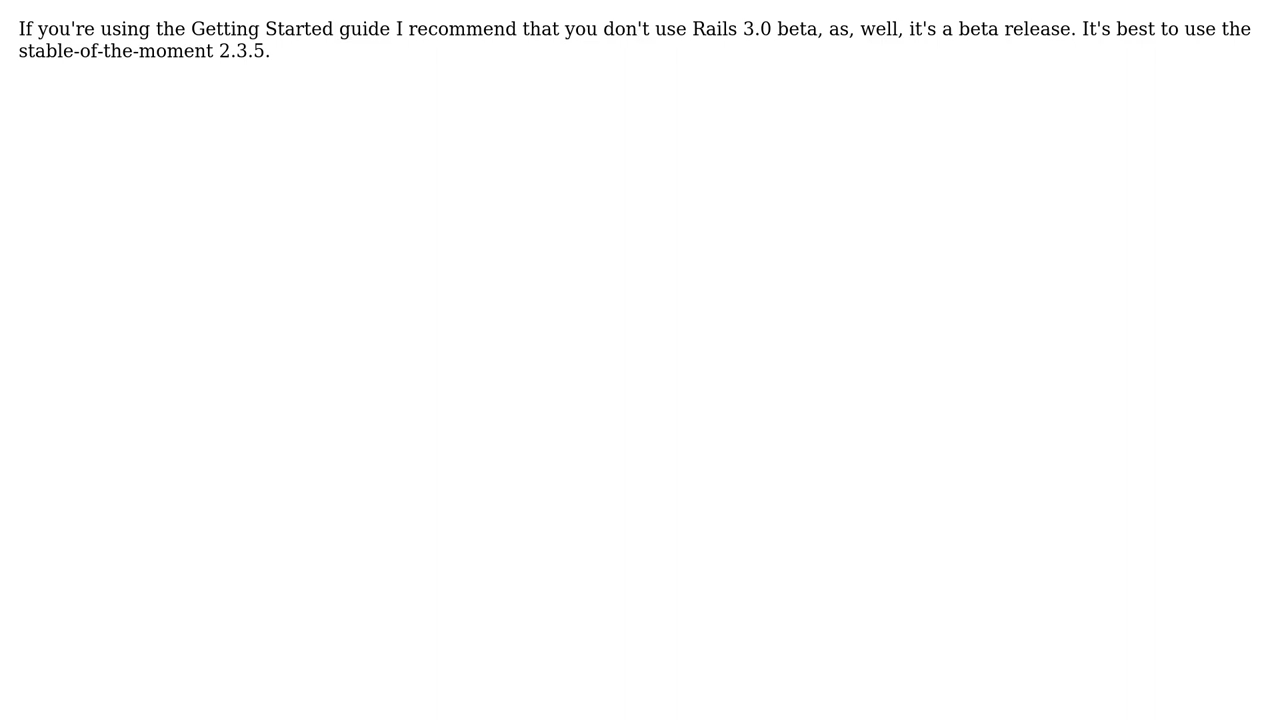 If you're using the Getting Started guide I recommend that you don't use Rails 3.0 beta, as, well, it's a beta release. It's best to use the
stable-of-the-moment 2.3.5.